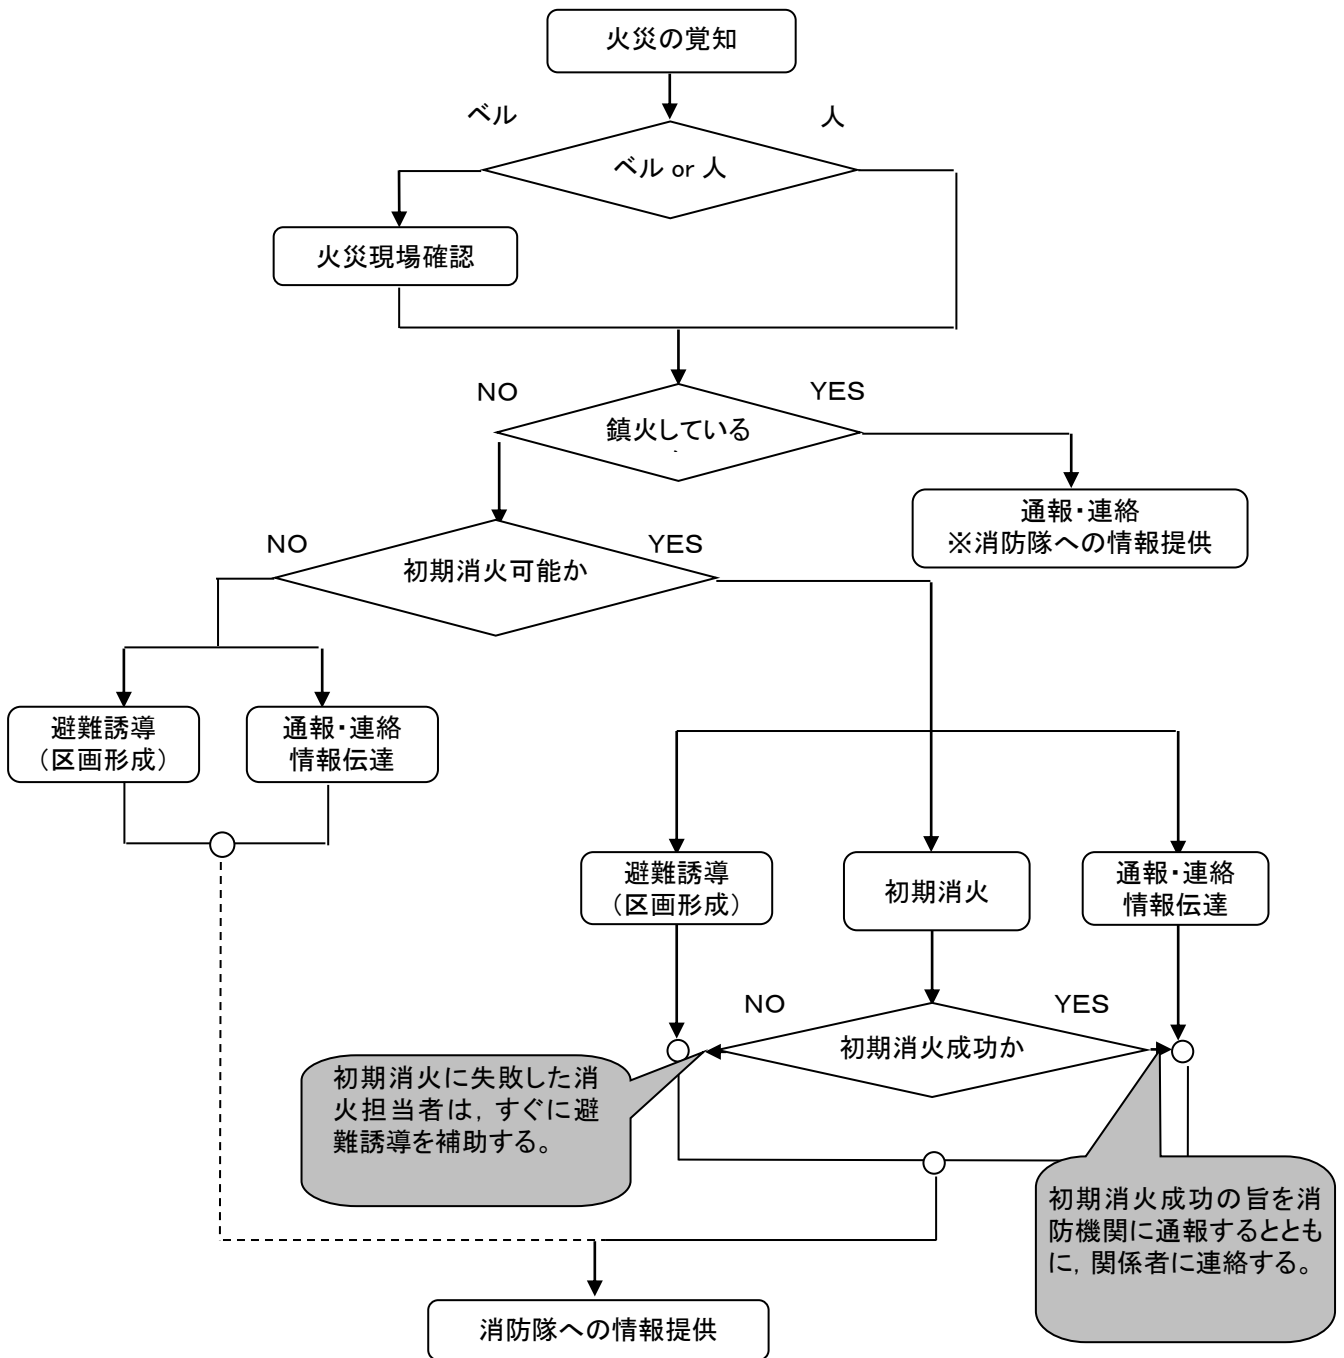 火災の覚知
ベル
人
ベル or 人
火災現場確認
NO
YES
鎮火している
通報・連絡
※消防隊への情報提供
NO
YES
初期消火可能か
避難誘導
（区画形成）
通報・連絡
情報伝達
避難誘導
（区画形成）
初期消火
通報・連絡
情報伝達
NO
YES
初期消火成功か
初期消火に失敗した消
火担当者は，すぐに避
難誘導を補助する。
初期消火成功の旨を消
防機関に通報するととも
に，関係者に連絡する。
消防隊への情報提供